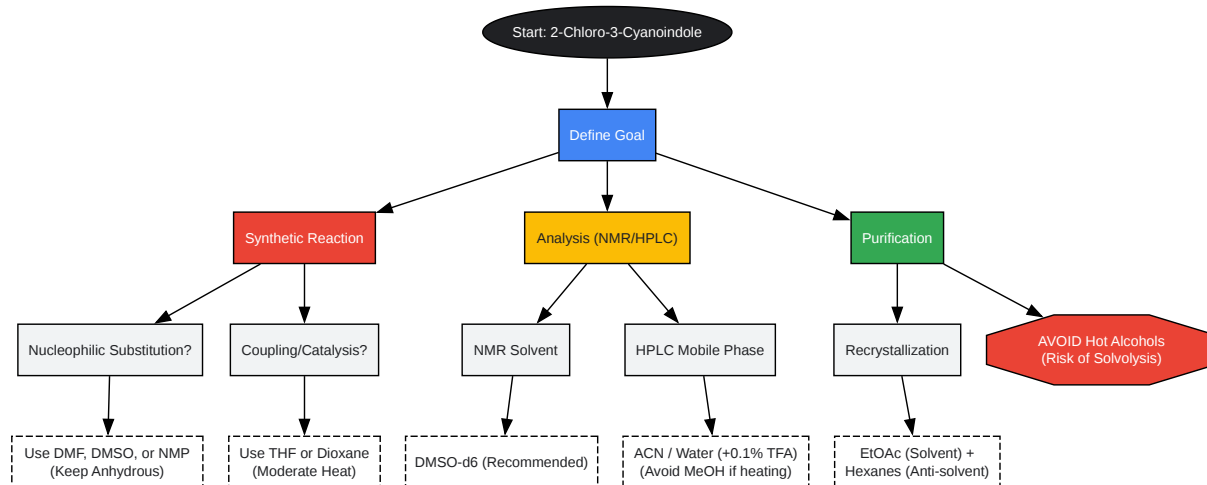 Start: 2-Chloro-3-Cyanoindole
Define Goal
Synthetic Reaction
Analysis (NMR/HPLC)
Purification
Nucleophilic Substitution?
Coupling/Catalysis?
NMR Solvent
HPLC Mobile Phase
Recrystallization
AVOID Hot Alcohols
(Risk of Solvolysis)
Use DMF, DMSO, or NMP
(Keep Anhydrous)
Use THF or Dioxane
(Moderate Heat)
DMSO-d6 (Recommended)
ACN / Water (+0.1% TFA)
(Avoid MeOH if heating)
EtOAc (Solvent) +
Hexanes (Anti-solvent)